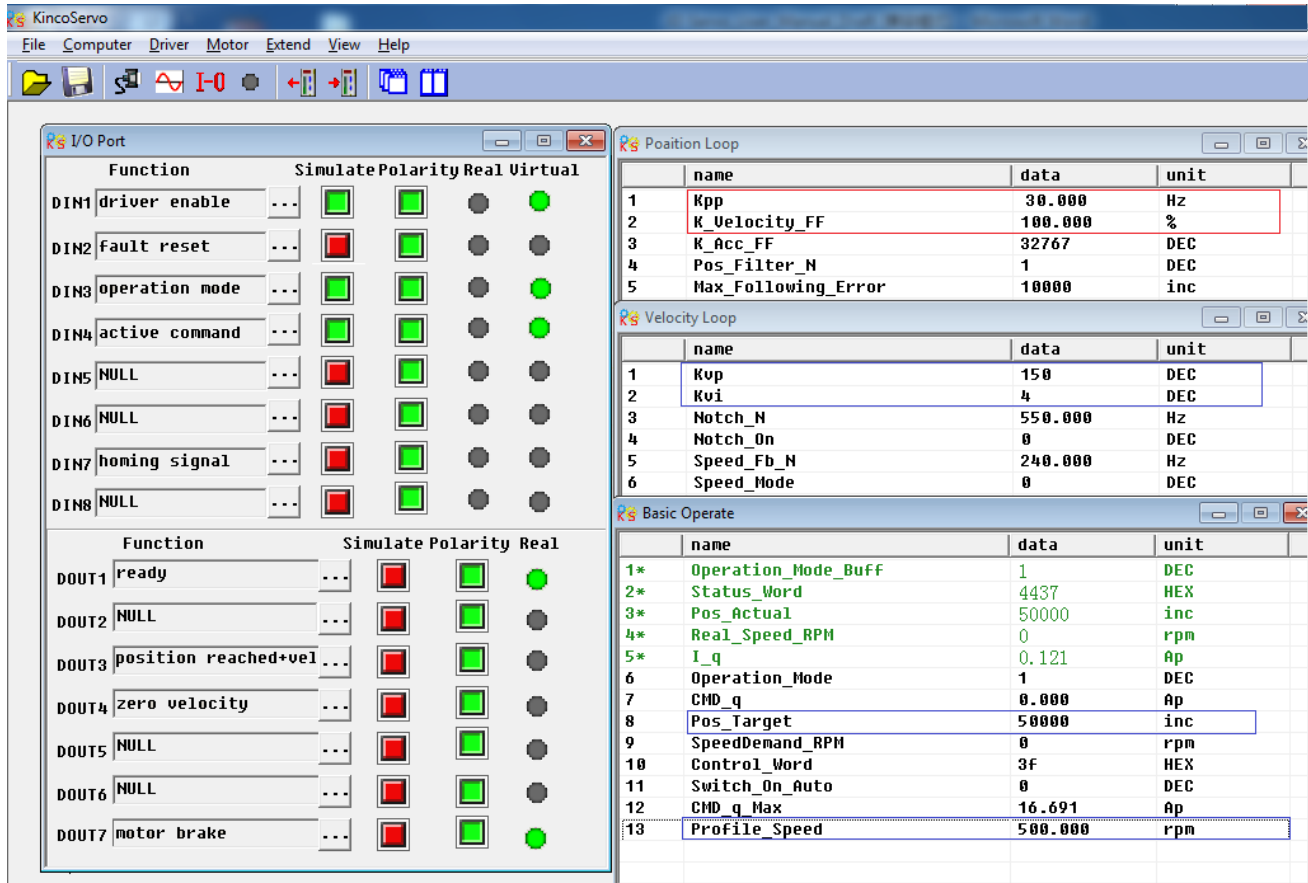 KincoServo
File Computer Driver Motor Extend View Help
I-O
I/O Port
Function Simulate Polarity Real Virtual
DIN1 driver enable ...
DIN2 fault reset ...
DIN3 operation mode ...
DIN4 active command ...
DIN5 NULL ...
DIN6 NULL ...
DIN7 homing signal ...
DIN8 NULL ...
Function Simulate Polarity Real
DOUT1 ready ...
DOUT2 NULL ...
DOUT3 position reached+vel ...
DOUT4 zero velocity ...
DOUT5 NULL ...
DOUT6 NULL ...
DOUT7 motor brake ...
Poaition Loop
name data unit
1 Kpp 30.000 Hz
2 K_Velocity_FF 100.000 %
3 K_Acc_FF 32767 DEC
4 Pos_Filter_N 1 DEC
5 Max_Following_Error 10000 inc
Velocity Loop
name data unit
1 Kvp 150 DEC
2 Kvi 4 DEC
3 Notch_N 550.000 Hz
4 Notch_On 0 DEC
5 Speed_Fb_N 240.000 Hz
6 Speed_Mode 0 DEC
Basic Operate
name data unit
1* Operation_Mode_Buff 1 DEC
2* Status_Word 4437 HEX
3* Pos_Actual 50000 inc
4* Real_Speed_RPM 0 rpm
5* I_q 0.121 Ap
6 Operation_Mode 1 DEC
7 CMD_q 0.000 Ap
8 Pos_Target 50000 inc
9 SpeedDemand_RPM 0 rpm
10 Control_Word 3f HEX
11 Switch_On_Auto 0 DEC
12 CMD_q_Max 16.691 Ap
13 Profile_Speed 500.000 rpm